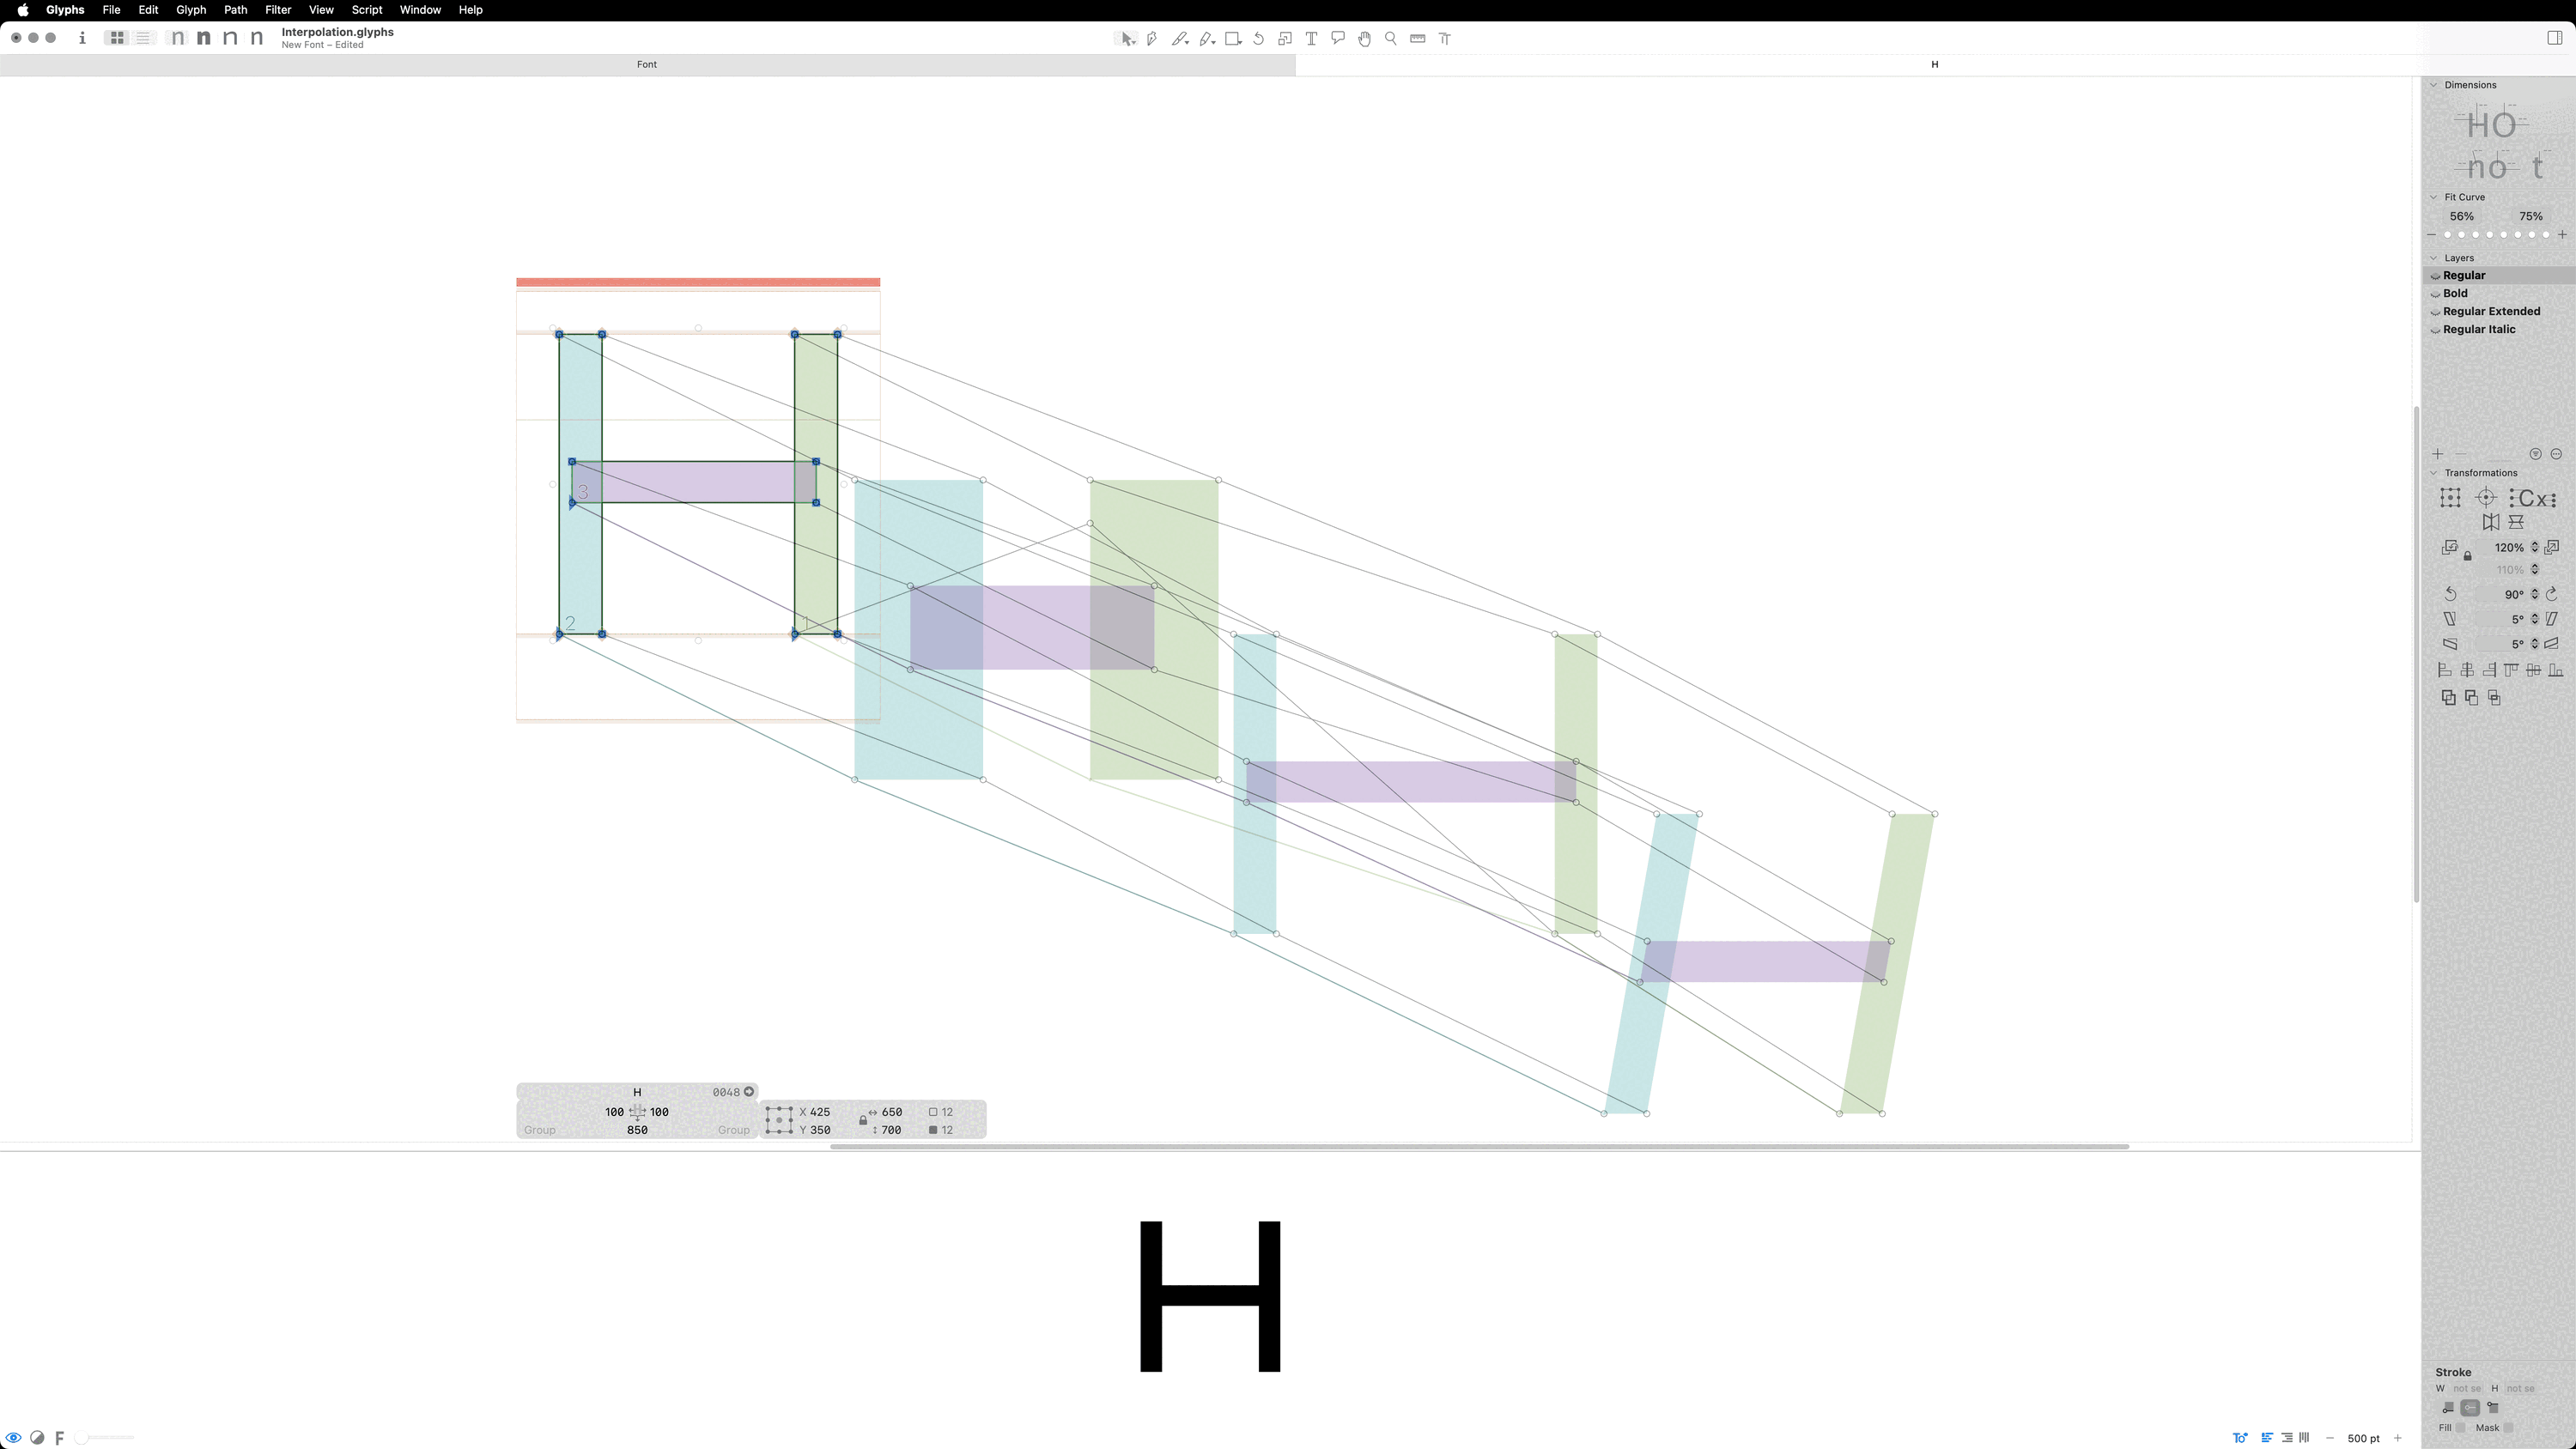 Glyphs File Edit Glyph Path Filter View Script Window Help
Interpolation.glyphs
New Font – Edited
n n n n
Font
H
Dimensions
HO
no t
Fit Curve
56% 75%
Layers
Regular
Bold
Regular Extended
Regular Italic
Transformations
Cx
120%
110%
90°
5°
5°
3
2
1
H 0048
100 100
Group 850 Group
X 425 650 12
Y 350 700 12
H
Stroke
W not se H not se
Fill Mask
F
500 pt